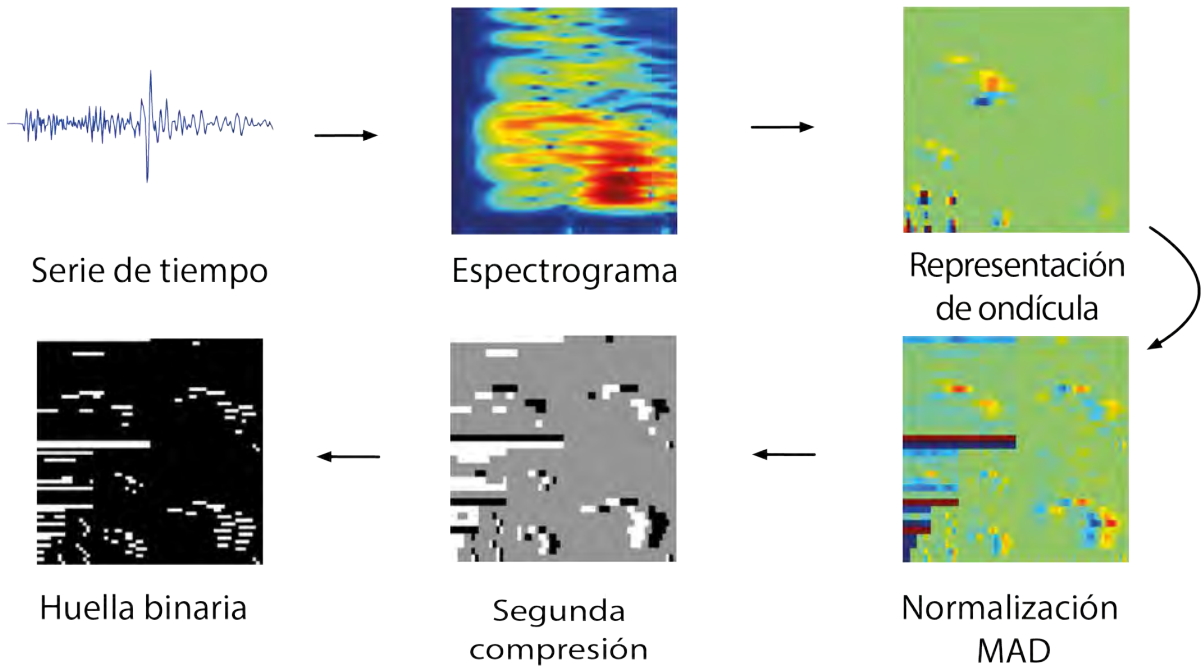 Serie de tiempo
Espectrograma
Representación
de ondícula
Huella binaria
Segunda
compresión
Normalización
MAD